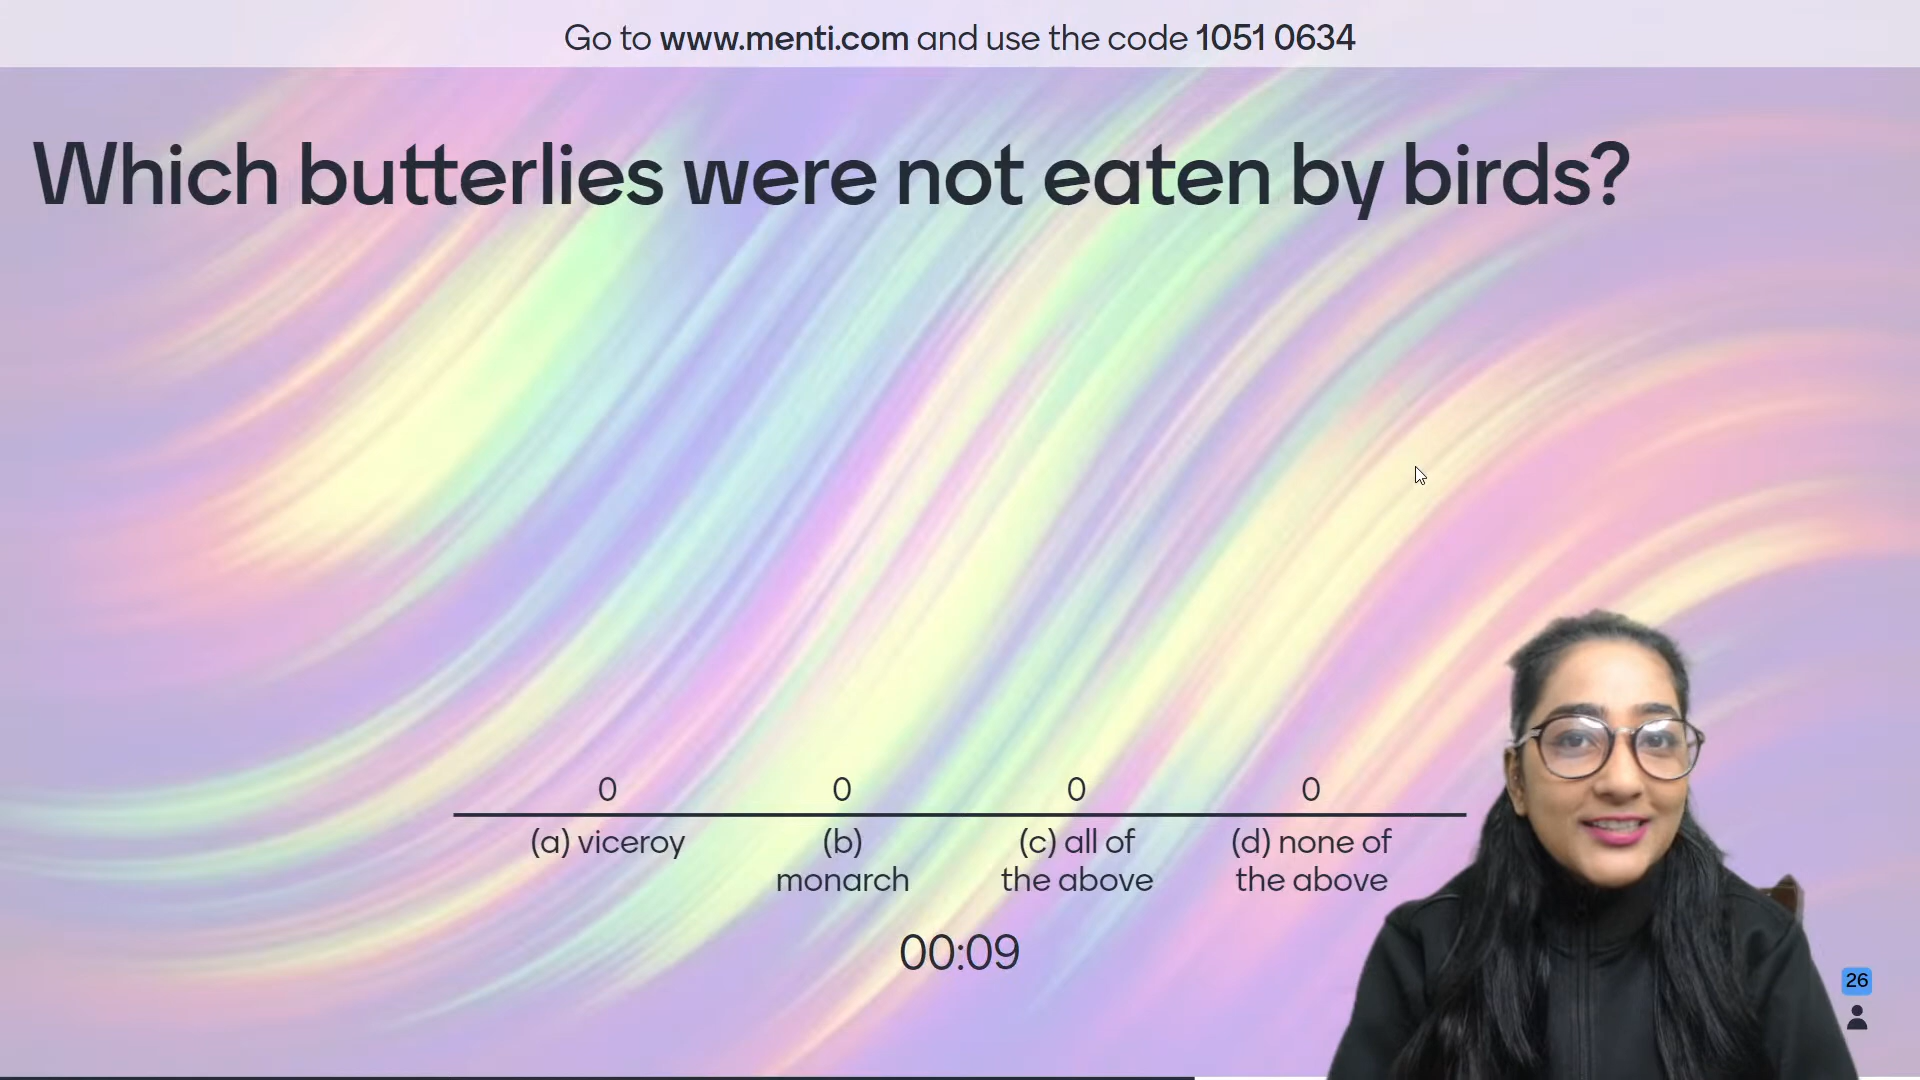 Go to www.menti.com and use the code 1051 0634
Which butterlies were not eaten by birds?
0 0 0 0
(a) viceroy
(b)
monarch
(c) all of
the above
(d) none of
the above
00:09
26